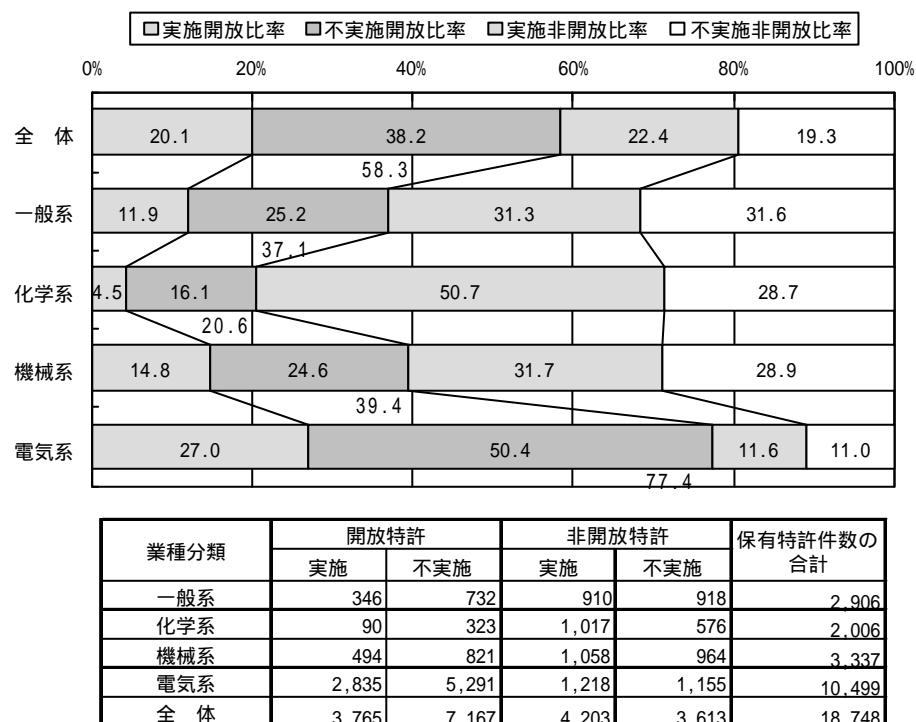 実施開放比率 不実施開放比率 実施非開放比率 不実施非開放比率
0% 20% 40% 60% 80% 100%
全 体 20.1 38.2 22.4 19.3
58.3
一般系 11.9 25.2 31.3 31.6
37.1
化学系 4.5 16.1 50.7 28.7
20.6
機械系 14.8 24.6 31.7 28.9
39.4
電気系 27.0 50.4 11.6 11.0
77.4
業種分類 開放特許 非開放特許 保有特許件数の合計
実施 不実施 実施 不実施
一般系 346 732 910 918 2,906
化学系 90 323 1,017 576 2,006
機械系 494 821 1,058 964 3,337
電気系 2,835 5,291 1,218 1,155 10,499
全 体 3,765 7,167 4,203 3,613 18,748